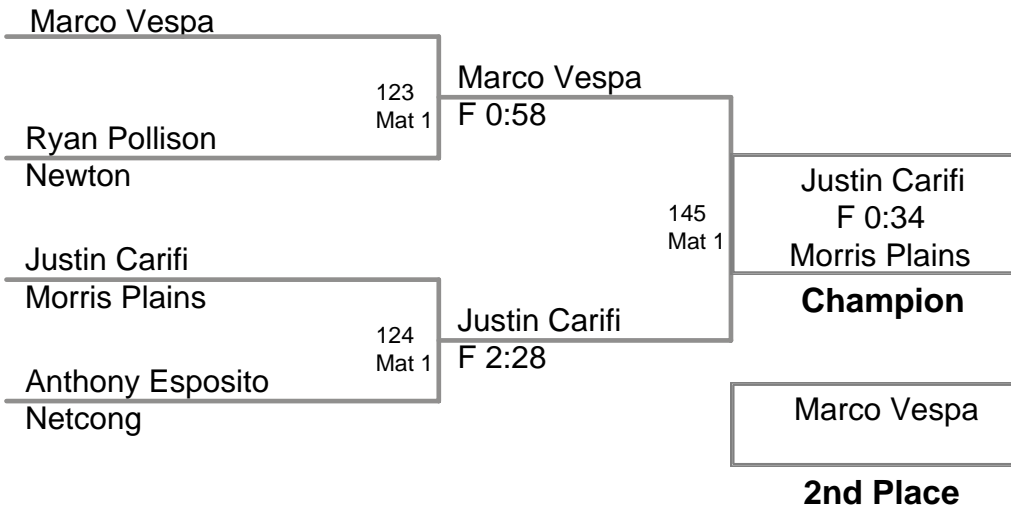 Marco Vespa
123
Mat 1
Ryan Pollison
Newton
Marco Vespa
F 0:58
Justin Carifi
Morris Plains
124
Mat 1
Anthony Esposito
Netcong
Justin Carifi
F 2:28
145
Mat 1
Justin Carifi
F 0:34
Morris Plains
Champion
Marco Vespa
2nd Place